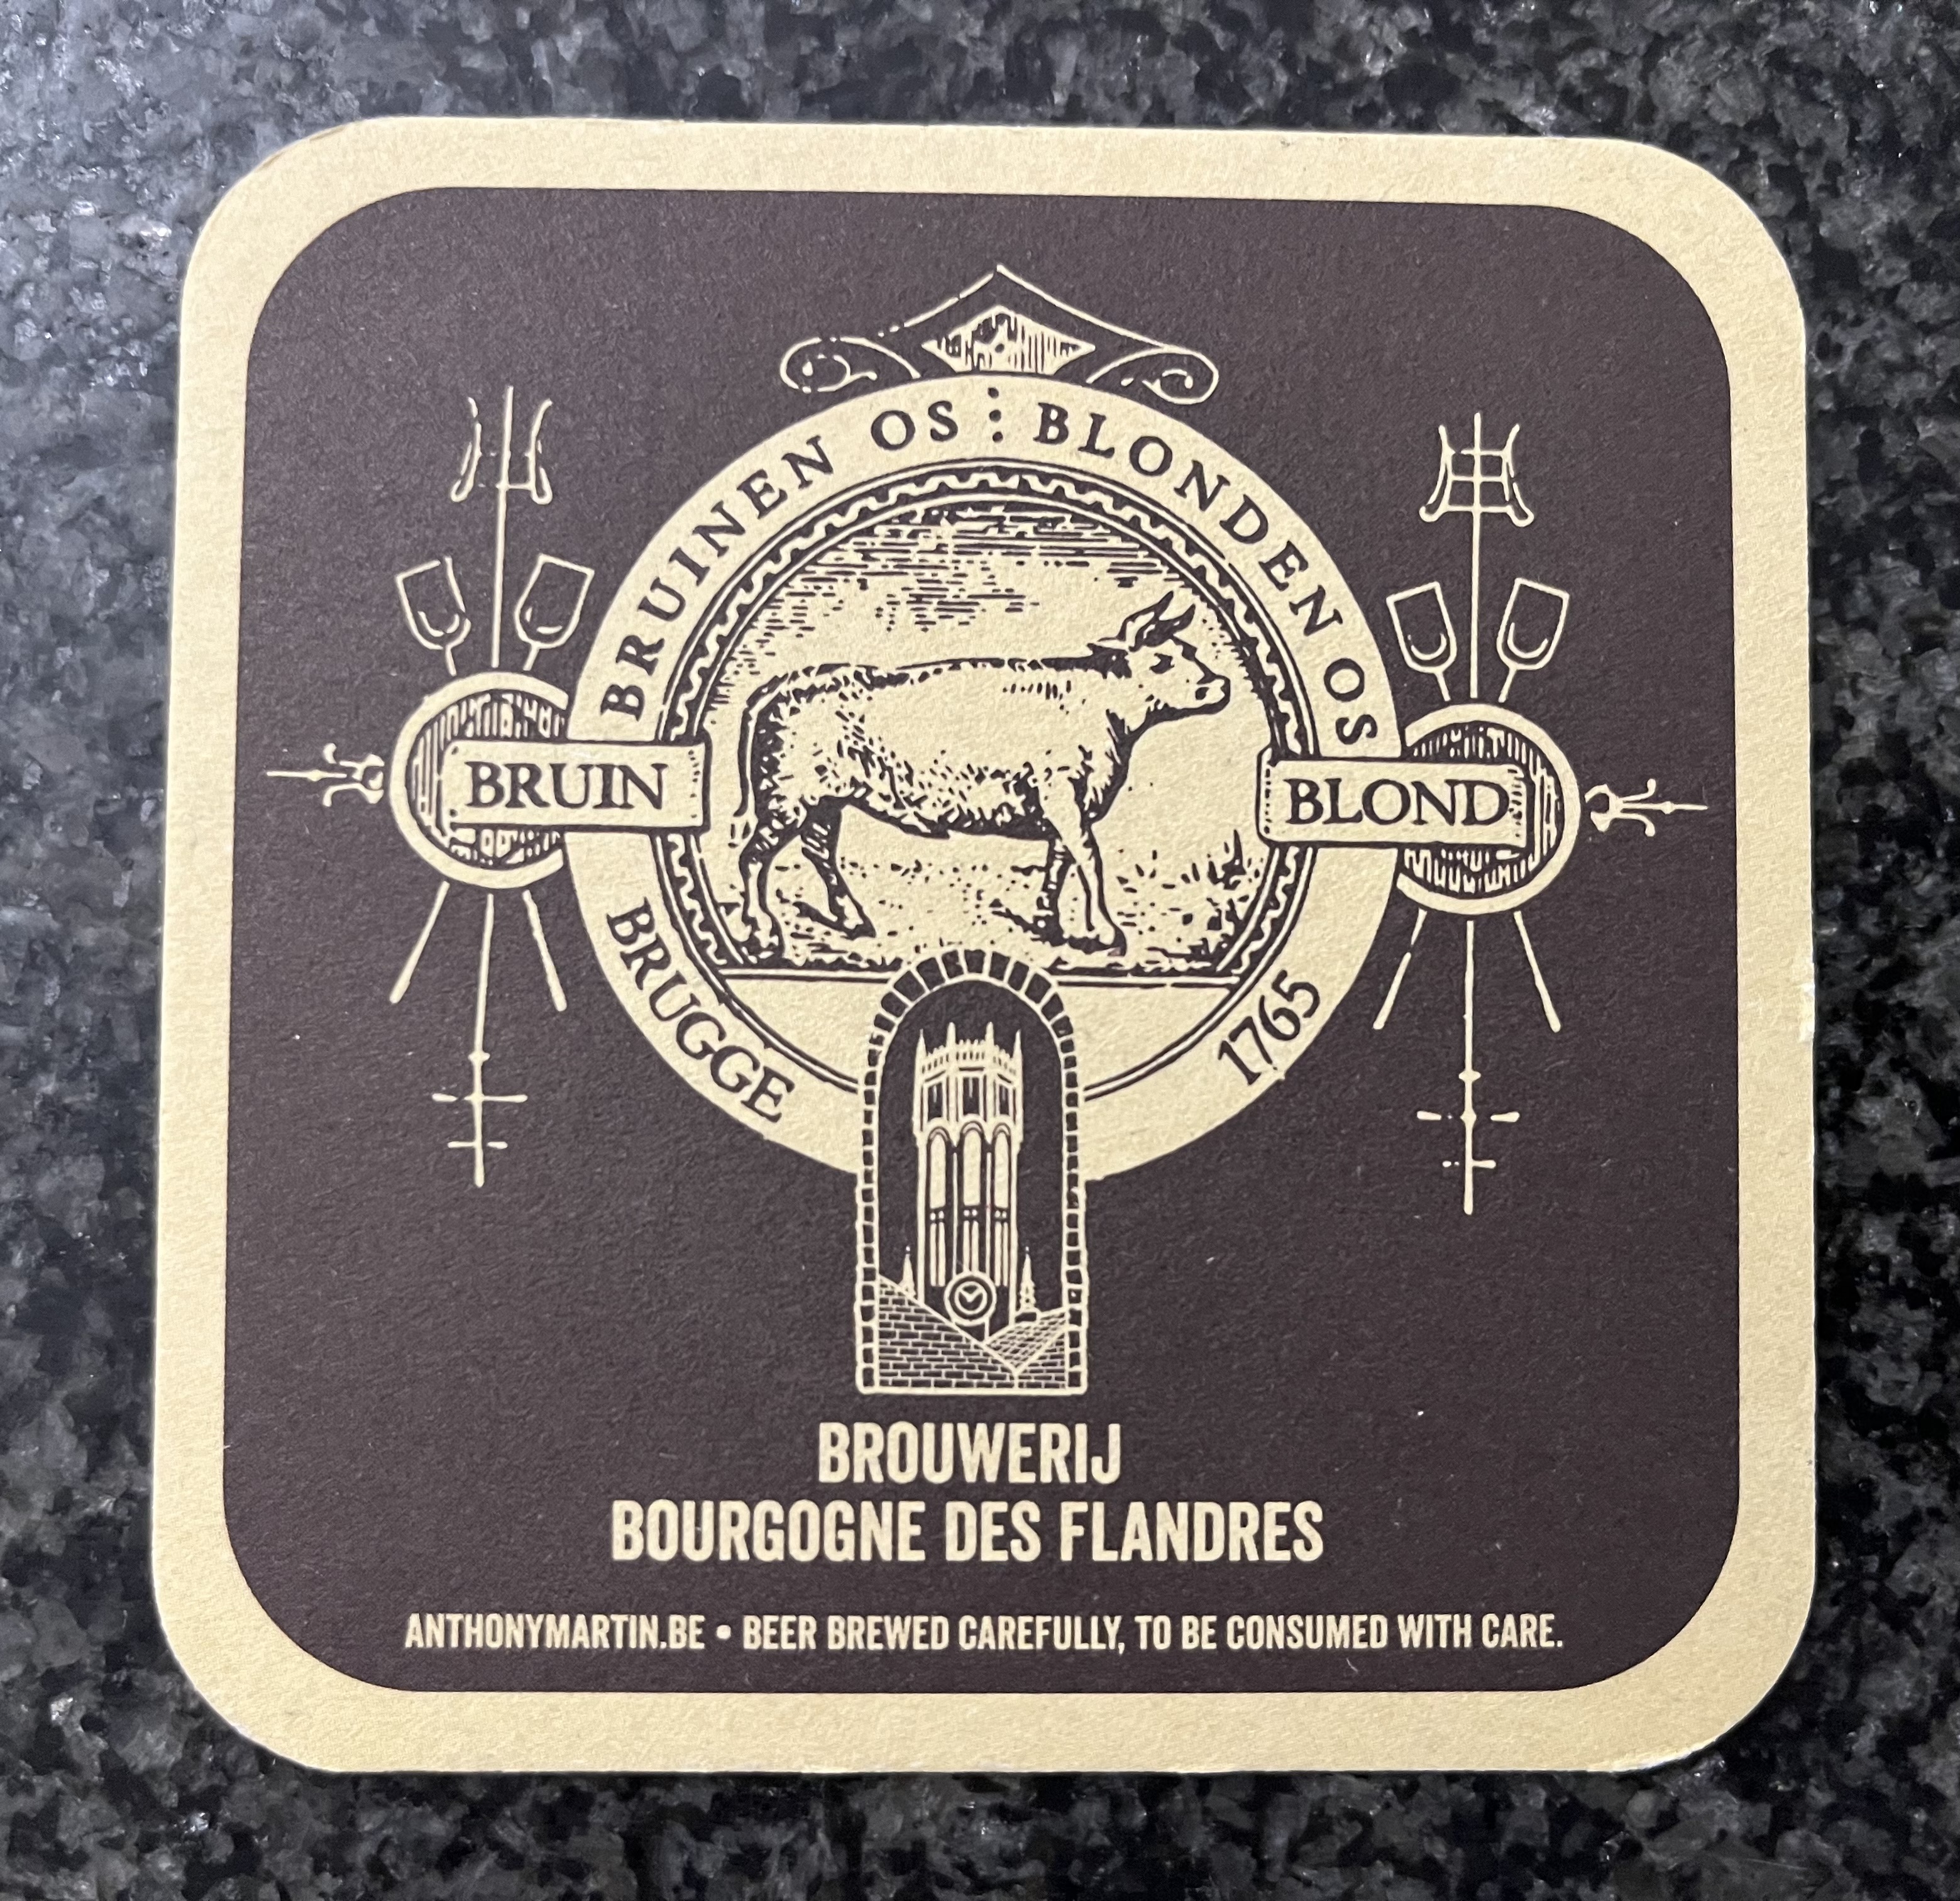 BRUINEN OS ⋮ BLONDEN OS
BRUIN
BLOND
BRUGGE
1765
BROUWERIJ
BOURGOGNE DES FLANDRES
ANTHONYMARTIN.BE • BEER BREWED CAREFULLY, TO BE CONSUMED WITH CARE.